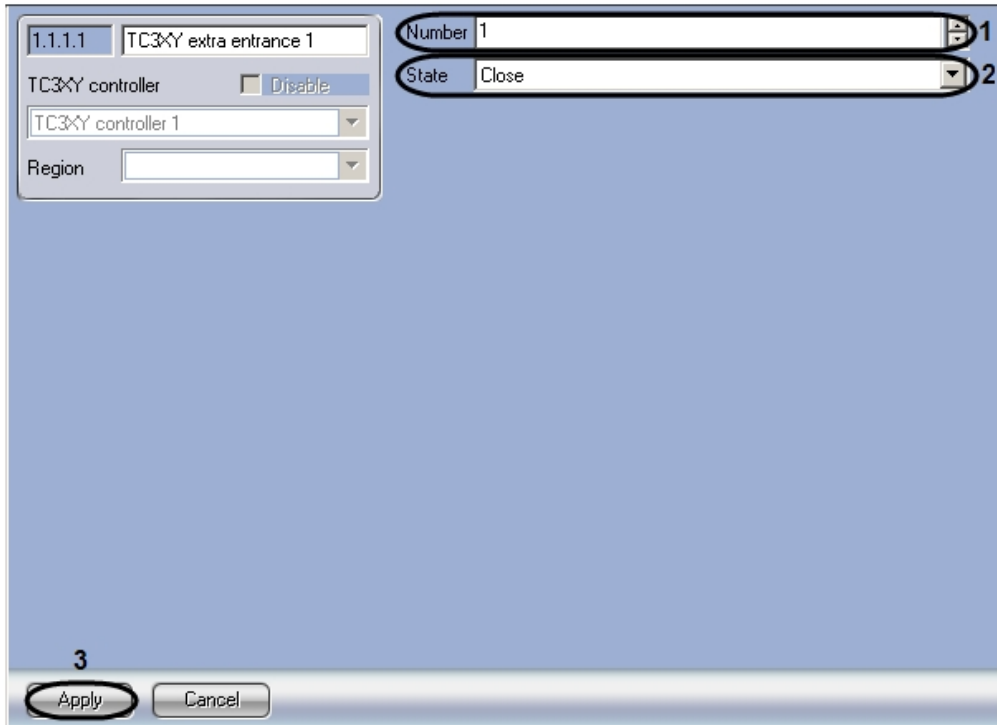 1.1.1.1 TC3XY extra entrance 1
TC3XY controller Disable
TC3XY controller 1
Region
Number 1 1
State Close 2
3
Apply Cancel